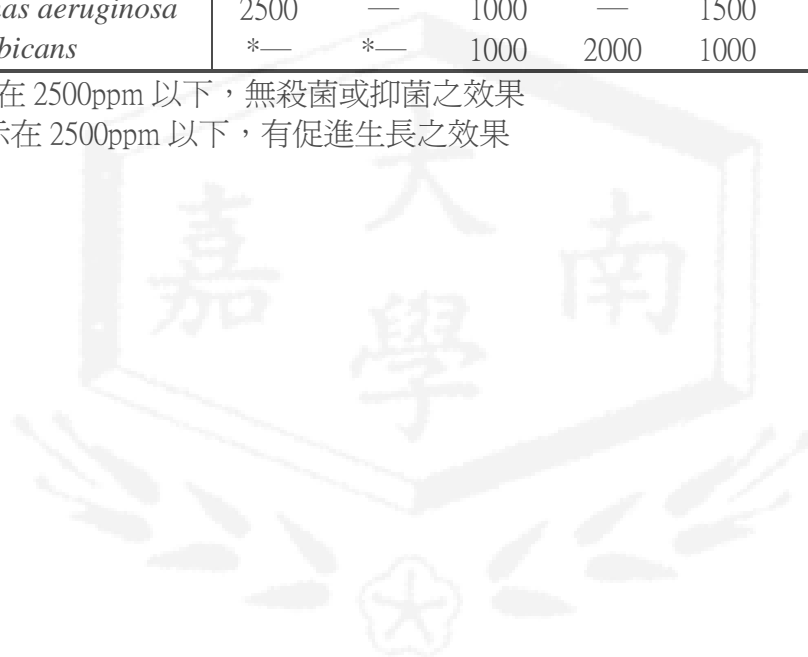 nas aeruginosa 2500 — 1000 — 1500
bicans *— *— 1000 2000 1000
在 2500ppm 以下，無殺菌或抑菌之效果
示在 2500ppm 以下，有促進生長之效果
大
嘉 南
學